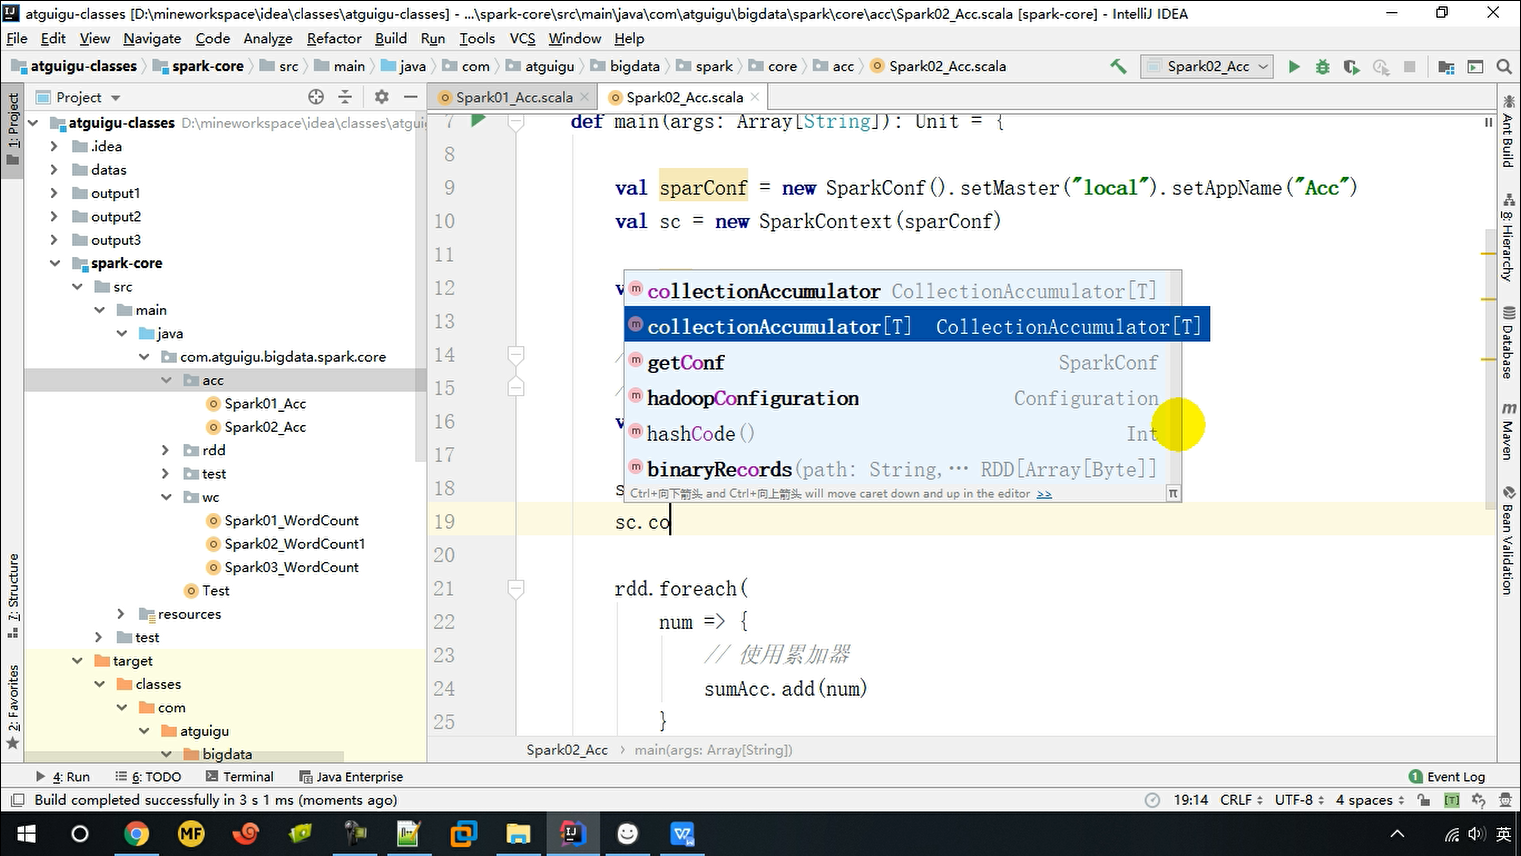 atguigu-classes [D:\mineworkspace\idea\classes\atguigu-classes] - ...\spark-core\src\main\java\com\atguigu\bigdata\spark\core\acc\Spark02_Acc.scala [spark-core] - IntelliJ IDEA
File Edit View Navigate Code Analyze Refactor Build Run Tools VCS Window Help
atguigu-classes spark-core src main java com atguigu bigdata spark core acc Spark02_Acc.scala Spark02_Acc
Project Spark01_Acc.scala Spark02_Acc.scala
1: Project
7: Structure
2: Favorites
atguigu-classes D:\mineworkspace\idea\classes\atgui
.idea
datas
output1
output2
output3
spark-core
src
main
java
com.atguigu.bigdata.spark.core
acc
Spark01_Acc
Spark02_Acc
rdd
test
wc
Spark01_WordCount
Spark02_WordCount1
Spark03_WordCount
Test
resources
test
target
classes
com
atguigu
bigdata
7 def main(args: Array[String]): Unit = {
8
9 val sparConf = new SparkConf().setMaster("local").setAppName("Acc")
10 val sc = new SparkContext(sparConf)
11
12 v
13
14 /
15 /
16 v
17
18 s
19 sc.co
20
21 rdd.foreach(
22 num => {
23 // 使用累加器
24 sumAcc.add(num)
25 }
collectionAccumulator CollectionAccumulator[T]
collectionAccumulator[T] CollectionAccumulator[T]
getConf SparkConf
hadoopConfiguration Configuration
hashCode() Int
binaryRecords(path: String,··· RDD[Array[Byte]]
Ctrl+向下箭头 and Ctrl+向上箭头 will move caret down and up in the editor >> π
Spark02_Acc main(args: Array[String])
Ant Build
8: Hierarchy
Database
Maven
Bean Validation
4: Run 6: TODO Terminal Java Enterprise 1 Event Log
Build completed successfully in 3 s 1 ms (moments ago) 19:14 CRLF UTF-8 4 spaces [T]
MF 英